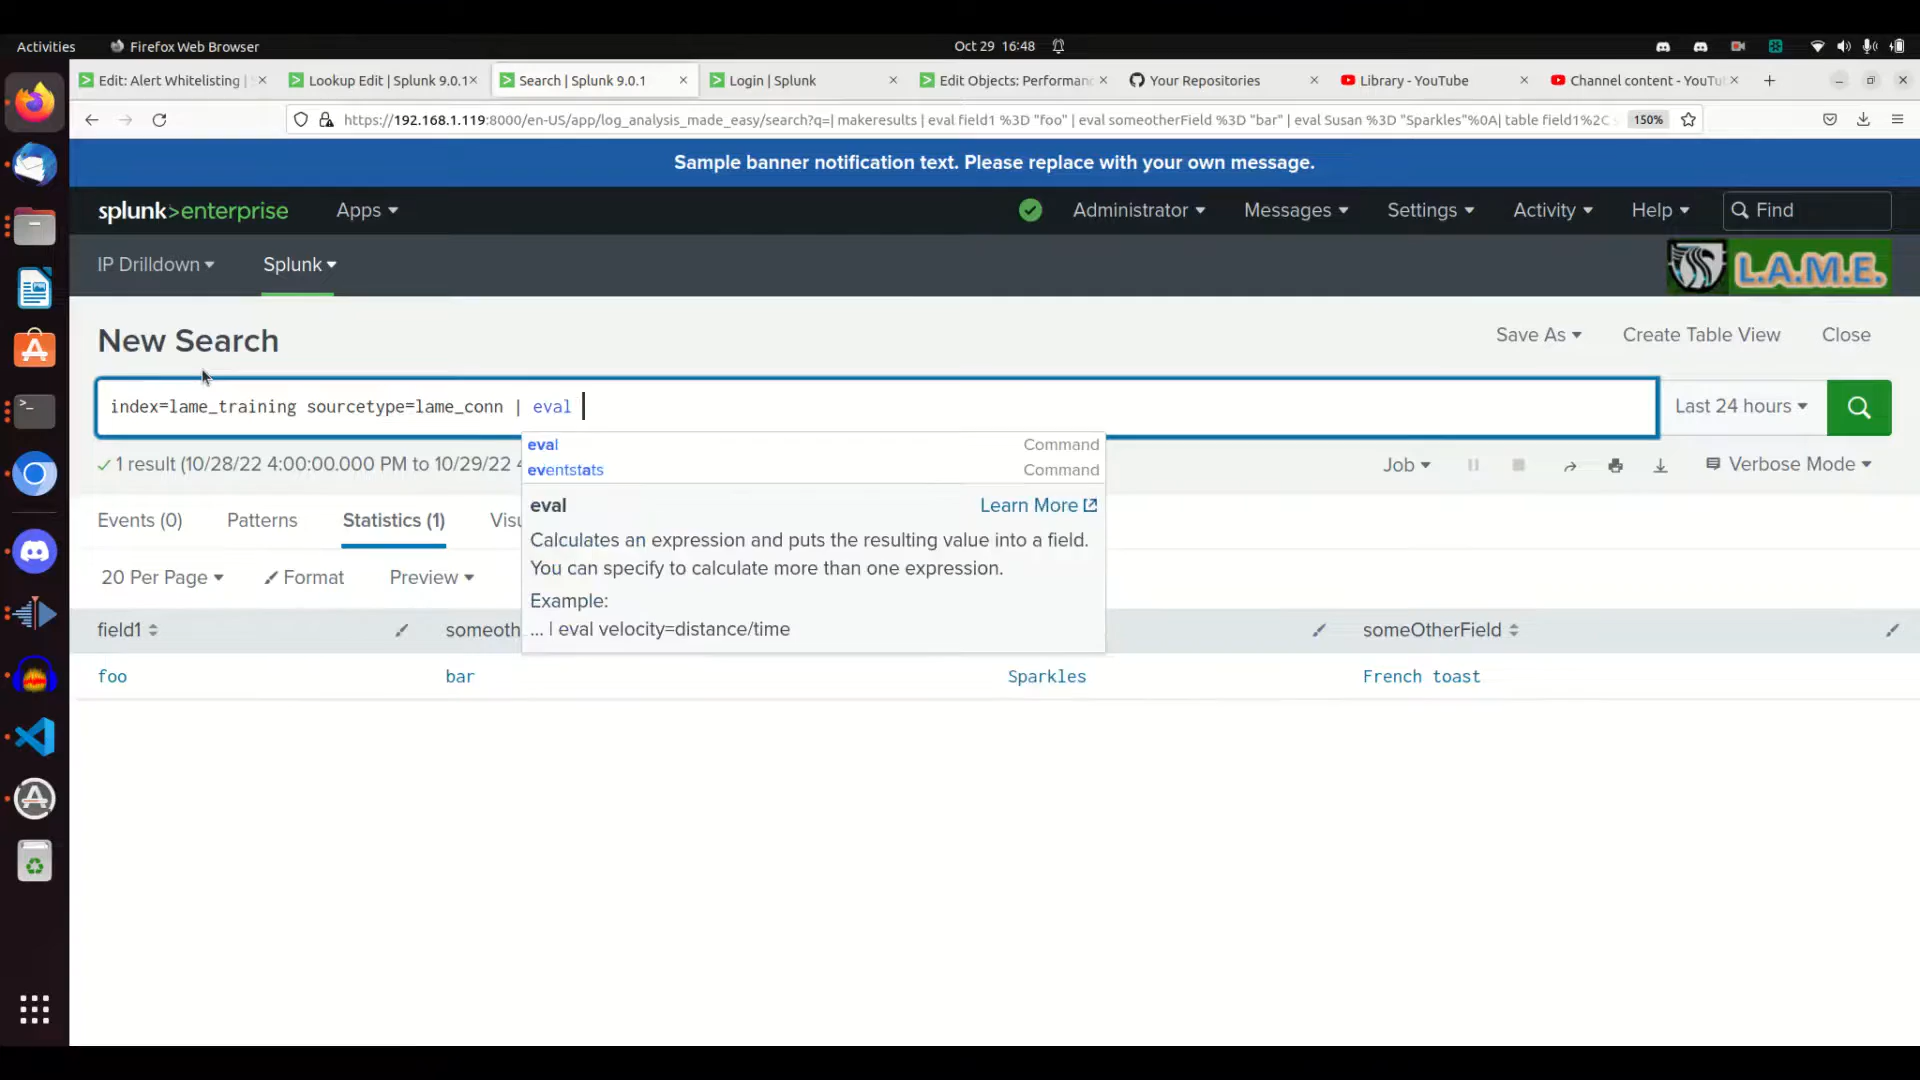 Activities Firefox Web Browser Oct 29 16:48
Edit: Alert Whitelisting | Lookup Edit | Splunk 9.0.1 Search | Splunk 9.0.1 Login | Splunk Edit Objects: Performan Your Repositories Library - YouTube Channel content - YouTu
https://192.168.1.119:8000/en-US/app/log_analysis_made_easy/search?q=| makeresults | eval field1 %3D "foo" | eval someotherField %3D "bar" | eval Susan %3D "Sparkles"%0A| table field1%2C 150%
Sample banner notification text. Please replace with your own message.
splunk>enterprise Apps Administrator Messages Settings Activity Help Find
IP Drilldown Splunk L.A.M.E.
New Search Save As Create Table View Close
index=lame_training sourcetype=lame_conn | eval Last 24 hours
eval Command
1 result (10/28/22 4:00:00.000 PM to 10/29/22 4 Job Verbose Mode
eventstats Command
eval Learn More
Events (0) Patterns Statistics (1) Visu
Calculates an expression and puts the resulting value into a field.
You can specify to calculate more than one expression.
20 Per Page Format Preview
Example:
... | eval velocity=distance/time
field1 someoth someOtherField
foo bar Sparkles French toast